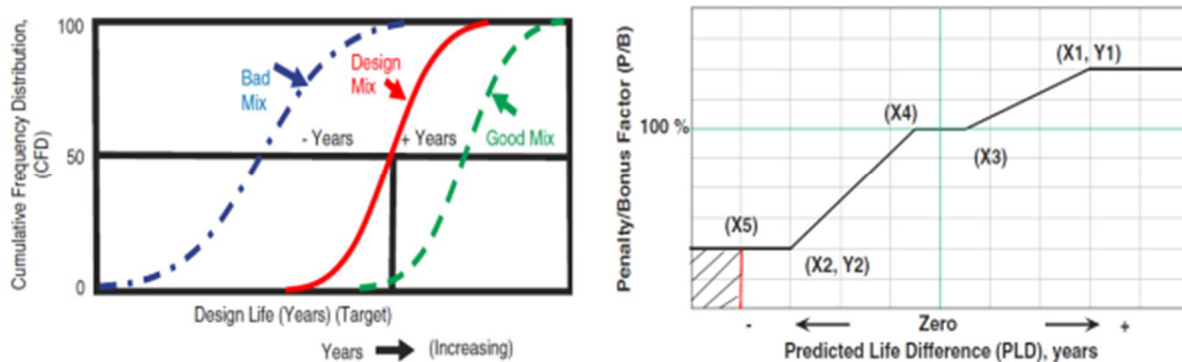 Cumulative Frequency Distribution,
(CFD)
100
50
0
Bad
Mix
Design
Mix
- Years
+ Years
Good Mix
Design Life (Years) (Target)
Years
(Increasing)
Penalty/Bonus Factor (P/B)
100 %
(X1, Y1)
(X4)
(X3)
(X5)
(X2, Y2)
-
Zero
+
Predicted Life Difference (PLD), years